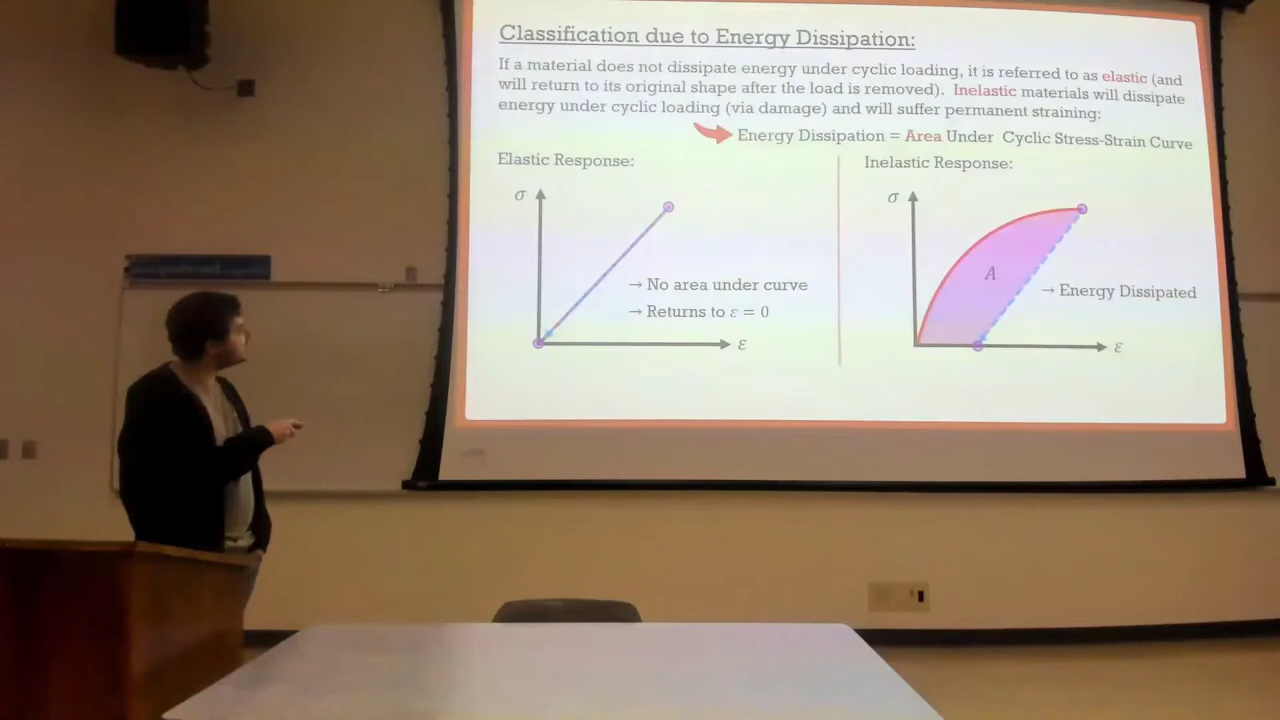 Classification due to Energy Dissipation:
If a material does not dissipate energy under cyclic loading, it is referred to as elastic (and
will return to its original shape after the load is removed). Inelastic materials will dissipate
energy under cyclic loading (via damage) and will suffer permanent straining:
Energy Dissipation = Area Under Cyclic Stress-Strain Curve
Elastic Response:
σ
→ No area under curve
→ Returns to ε = 0
ε
Inelastic Response:
σ
A
→ Energy Dissipated
ε